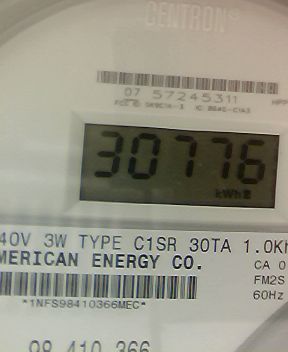 CENTRON®
07 57245311
30776
kWh
40V 3W TYPE C1SR 30TA 1.0Kh
MERICAN ENERGY CO.
CA 0
FM2S
*1NFS98410366MEC*
60Hz
98 410 366